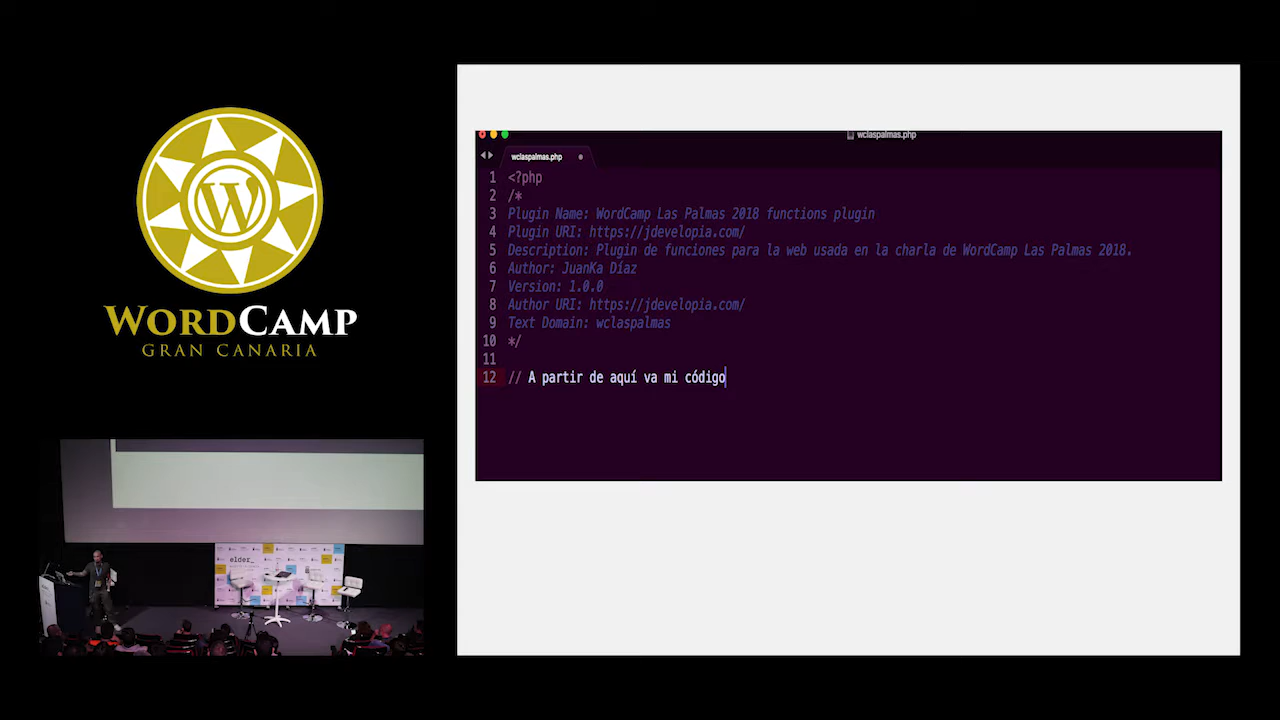 WORDCAMP
GRAN CANARIA
elder_
wclaspalmas.php
wclaspalmas.php
1 <?php
2 /*
3 Plugin Name: WordCamp Las Palmas 2018 functions plugin
4 Plugin URI: https://jdevelopia.com/
5 Description: Plugin de funciones para la web usada en la charla de WordCamp Las Palmas 2018.
6 Author: JuanKa Díaz
7 Version: 1.0.0
8 Author URI: https://jdevelopia.com/
9 Text Domain: wclaspalmas
10 */
11
12 // A partir de aquí va mi código